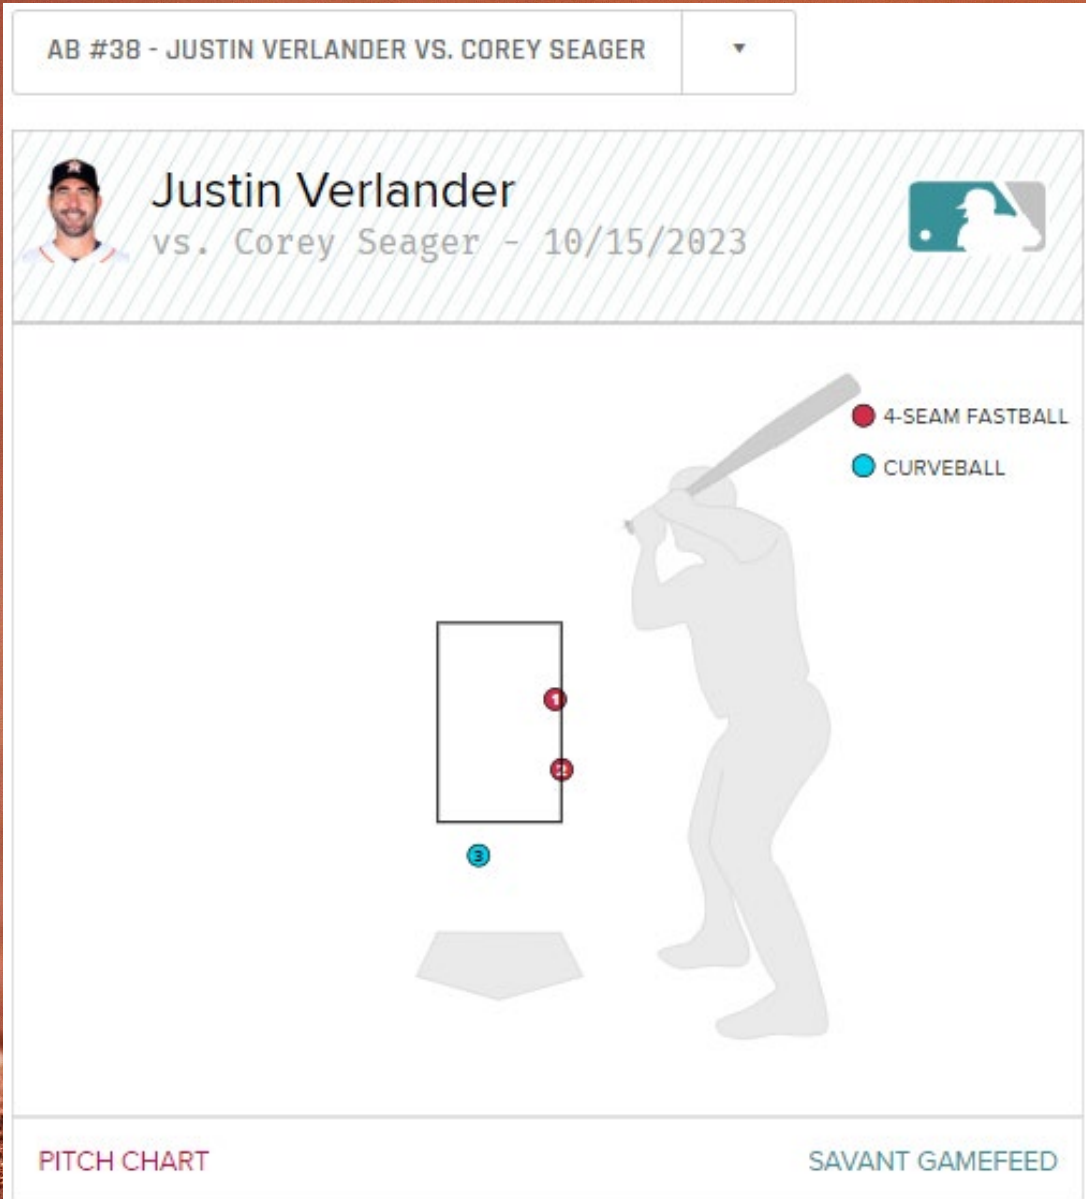 AB #38 - JUSTIN VERLANDER VS. COREY SEAGER
Justin Verlander
vs. Corey Seager - 10/15/2023
4-SEAM FASTBALL
CURVEBALL
1
2
3
PITCH CHART
SAVANT GAMEFEED